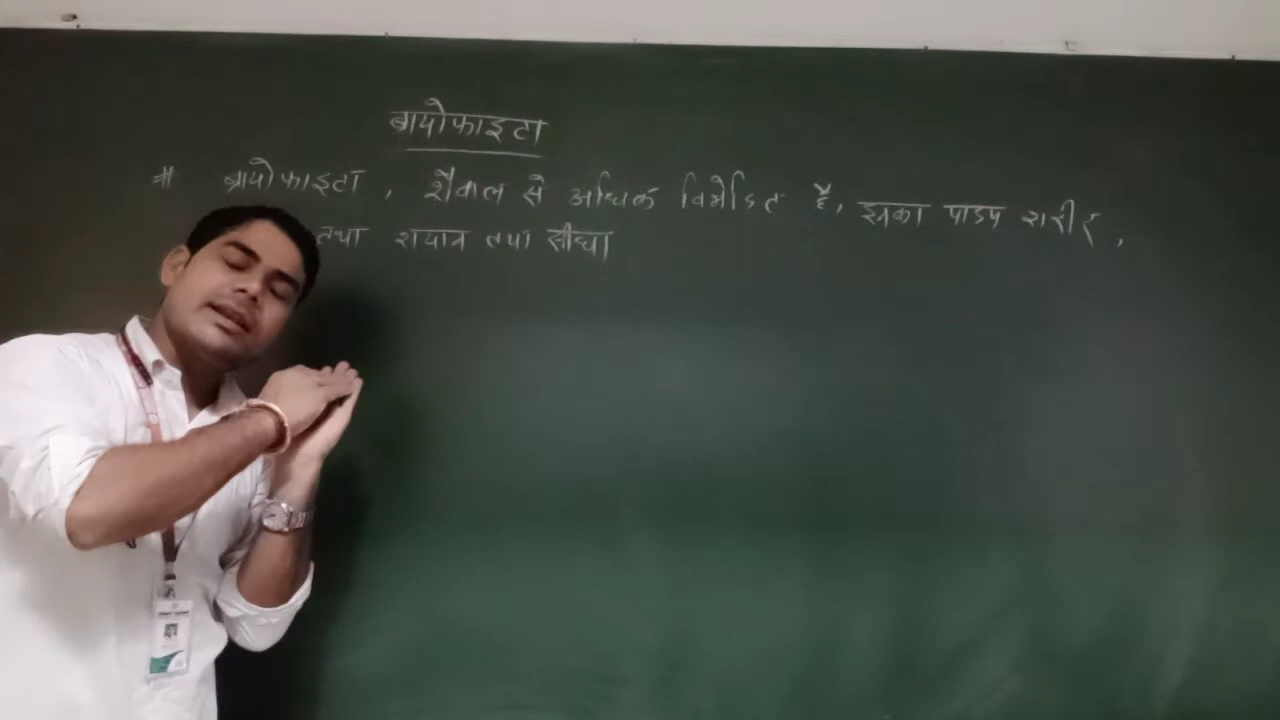 ब्रायोफाइटा
# ब्रायोफाइटा, शैवाल से अधिक विभेदित है, इनका पादप शरीर,
तथा शयान तथा सीधा